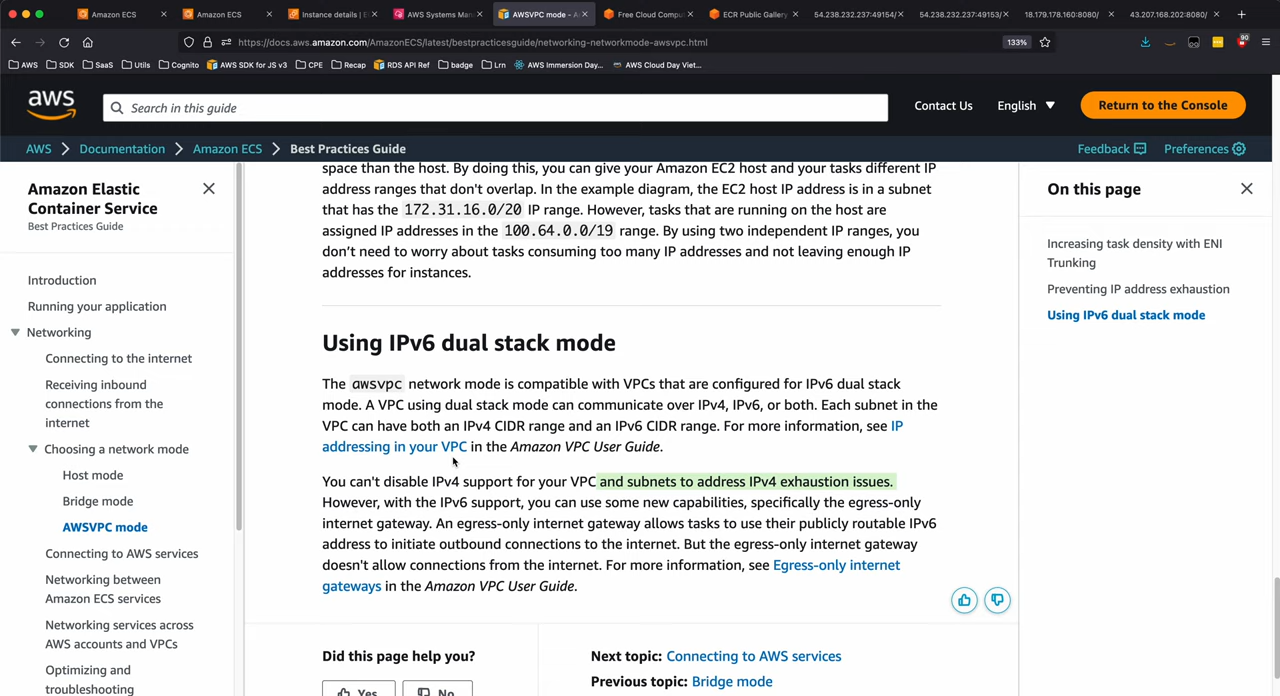 Amazon ECS
Amazon ECS
Instance details | E
AWS Systems Man
AWSVPC mode - A
Free Cloud Compu
ECR Public Gallery
54.238.232.237:49154/
54.238.232.237:49153/
18.179.178.160:8080/
43.207.168.202:8080/
https://docs.aws.amazon.com/AmazonECS/latest/bestpracticesguide/networking-networkmode-awsvpc.html
133%
90
AWS
SDK
SaaS
Utils
Cognito
AWS SDK for JS v3
CPE
Recap
RDS API Ref
badge
Lrn
AWS Immersion Day...
AWS Cloud Day Viet...
aws
Search in this guide
Contact Us
English
Return to the Console
AWS
Documentation
Amazon ECS
Best Practices Guide
Feedback
Preferences
Amazon Elastic
Container Service
Best Practices Guide
Introduction
Running your application
Networking
Connecting to the internet
Receiving inbound
connections from the
internet
Choosing a network mode
Host mode
Bridge mode
AWSVPC mode
Connecting to AWS services
Networking between
Amazon ECS services
Networking services across
AWS accounts and VPCs
Optimizing and
troubleshooting
space than the host. By doing this, you can give your Amazon EC2 host and your tasks different IP
address ranges that don't overlap. In the example diagram, the EC2 host IP address is in a subnet
that has the 172.31.16.0/20 IP range. However, tasks that are running on the host are
assigned IP addresses in the 100.64.0.0/19 range. By using two independent IP ranges, you
don't need to worry about tasks consuming too many IP addresses and not leaving enough IP
addresses for instances.
Using IPv6 dual stack mode
The awsvpc network mode is compatible with VPCs that are configured for IPv6 dual stack
mode. A VPC using dual stack mode can communicate over IPv4, IPv6, or both. Each subnet in the
VPC can have both an IPv4 CIDR range and an IPv6 CIDR range. For more information, see IP
addressing in your VPC in the Amazon VPC User Guide.
You can't disable IPv4 support for your VPC and subnets to address IPv4 exhaustion issues.
However, with the IPv6 support, you can use some new capabilities, specifically the egress-only
internet gateway. An egress-only internet gateway allows tasks to use their publicly routable IPv6
address to initiate outbound connections to the internet. But the egress-only internet gateway
doesn't allow connections from the internet. For more information, see Egress-only internet
gateways in the Amazon VPC User Guide.
Did this page help you?
Yes
No
Next topic: Connecting to AWS services
Previous topic: Bridge mode
On this page
Increasing task density with ENI
Trunking
Preventing IP address exhaustion
Using IPv6 dual stack mode